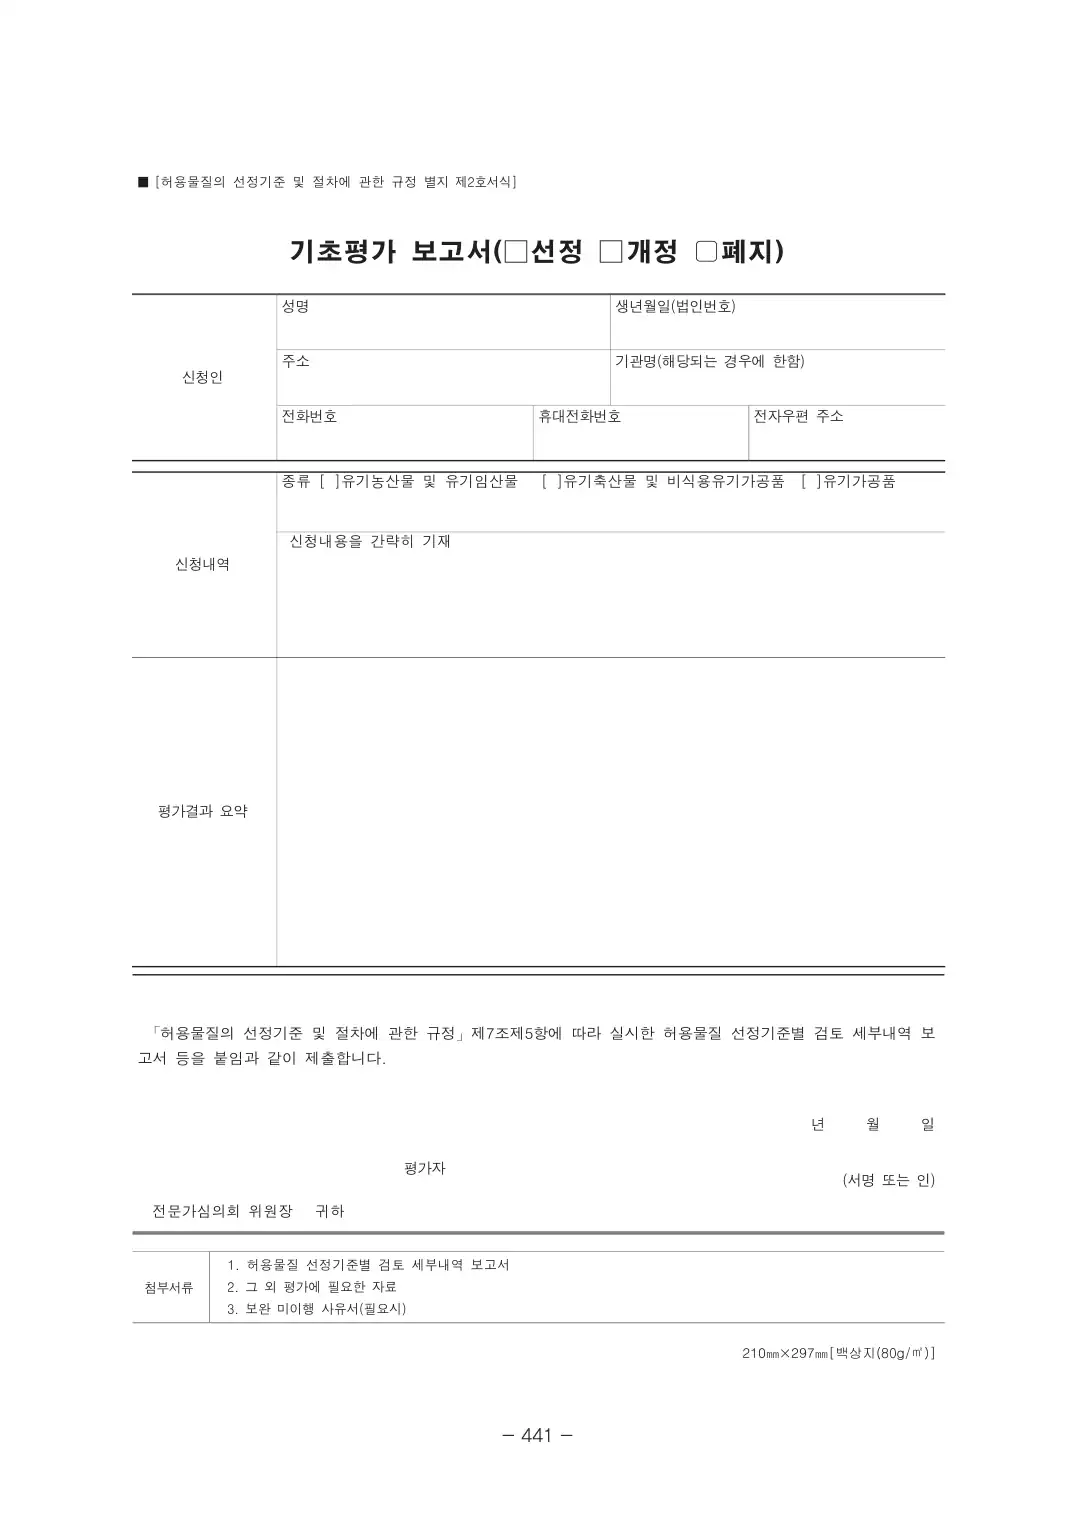 ■ [허용물질의 선정기준 및 절차에 관한 규정 별지 제2호서식]
기초평가 보고서(□선정 □개정 ▢폐지)
성명 생년월일(법인번호)
신청인
주소 기관명(해당되는 경우에 한함)
전화번호 휴대전화번호 전자우편 주소
종류 [ ]유기농산물 및 유기임산물 [ ]유기축산물 및 비식용유기가공품 [ ]유기가공품
신청내역
신청내용을 간략히 기재
평가결과 요약
「허용물질의 선정기준 및 절차에 관한 규정」제7조제5항에 따라 실시한 허용물질 선정기준별 검토 세부내역 보
고서 등을 붙임과 같이 제출합니다.
년 월 일
평가자
(서명 또는 인)
전문가심의회 위원장 귀하
첨부서류
1. 허용물질 선정기준별 검토 세부내역 보고서
2. 그 외 평가에 필요한 자료
3. 보완 미이행 사유서(필요시)
210㎜×297㎜[백상지(80g/㎡)]
- 441 -